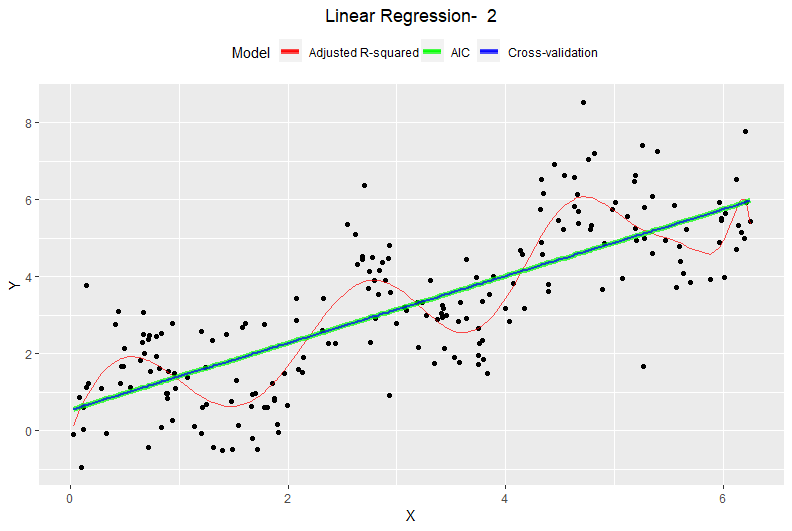 Linear Regression- 2
Model Adjusted R-squared AIC Cross-validation
8
6
4
2
0
Y
0 2 4 6
X